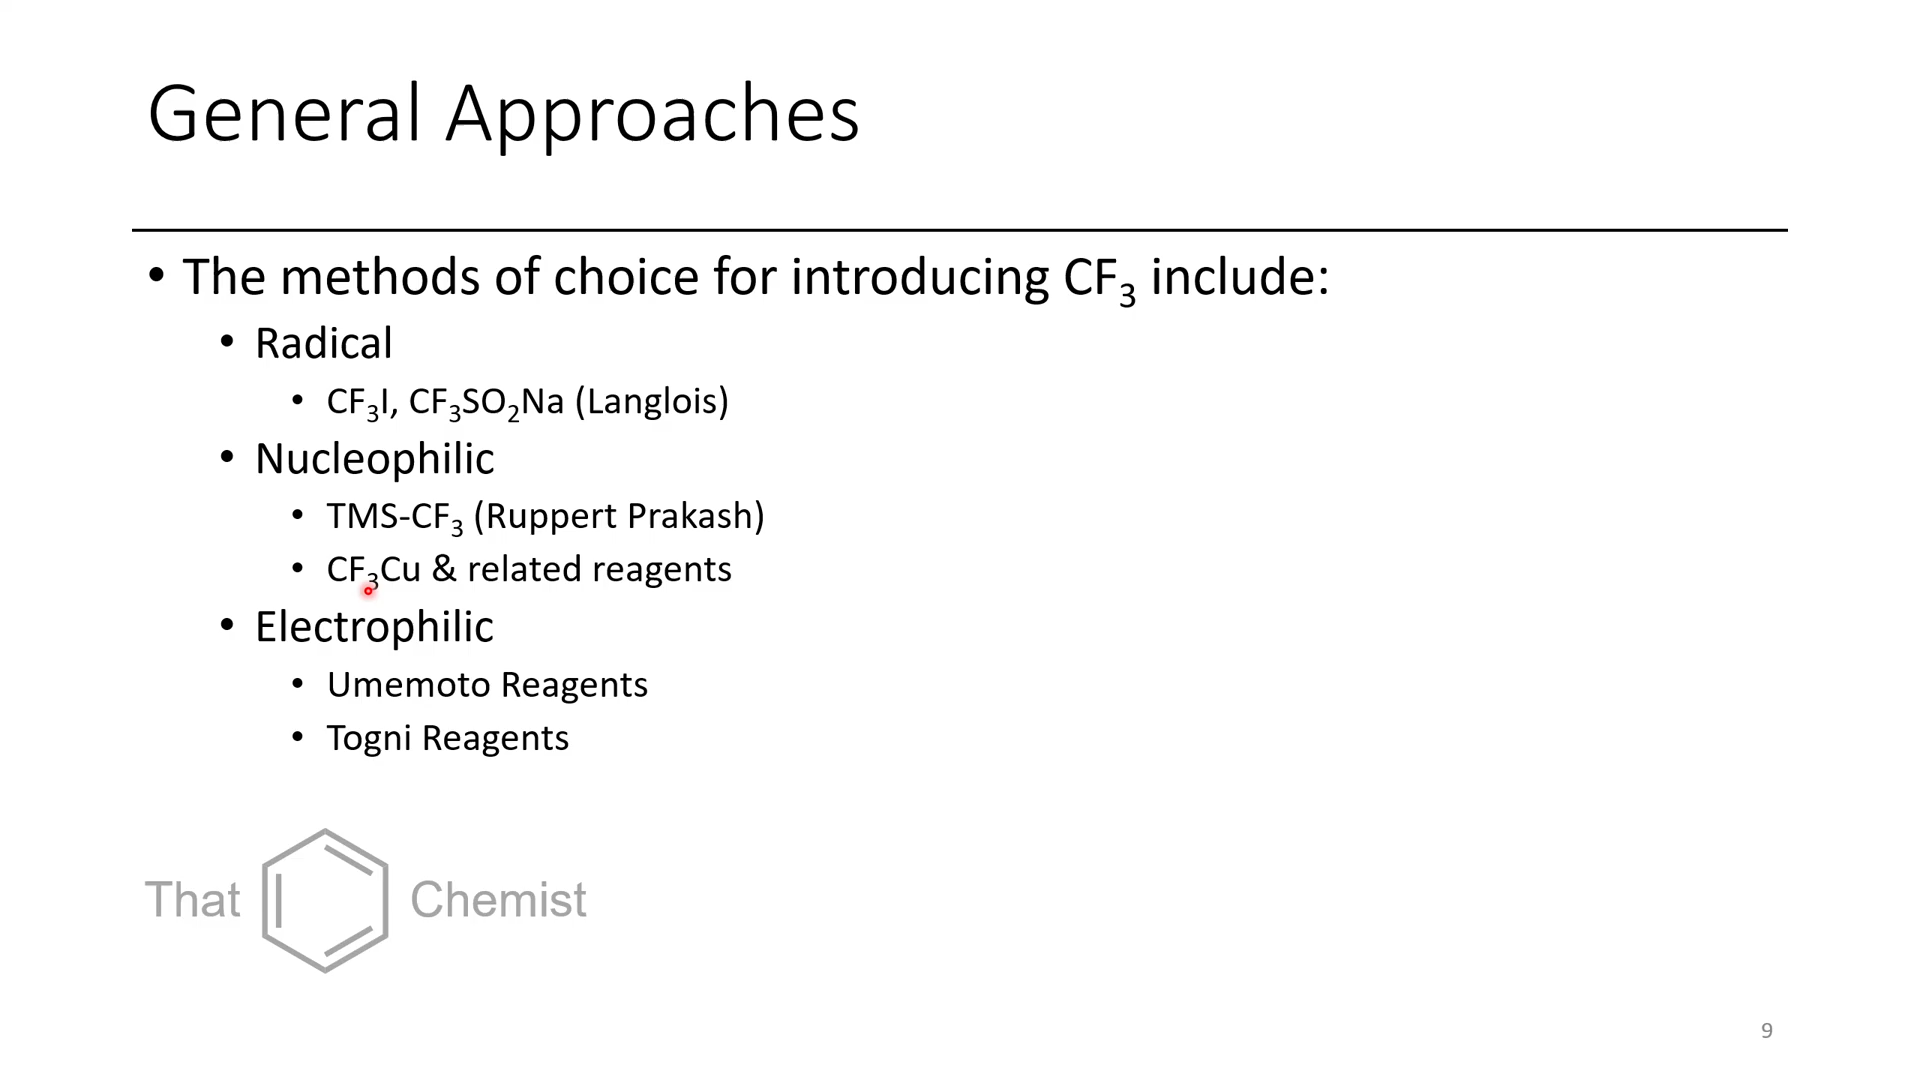 General Approaches
• The methods of choice for introducing CF₃ include:
• Radical
• CF₃I, CF₃SO₂Na (Langlois)
• Nucleophilic
• TMS-CF₃ (Ruppert Prakash)
• CF₃Cu & related reagents
• Electrophilic
• Umemoto Reagents
• Togni Reagents
That Chemist
9